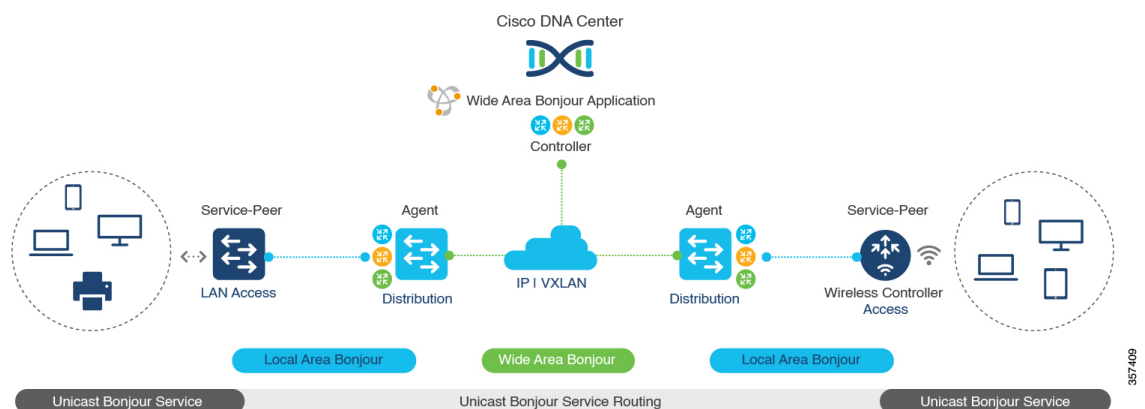 Cisco DNA Center
Wide Area Bonjour Application
Controller
Service-Peer
Agent
Agent
Service-Peer
LAN Access
Distribution
IP | VXLAN
Distribution
Wireless Controller
Access
Local Area Bonjour
Wide Area Bonjour
Local Area Bonjour
357409
Unicast Bonjour Service
Unicast Bonjour Service Routing
Unicast Bonjour Service